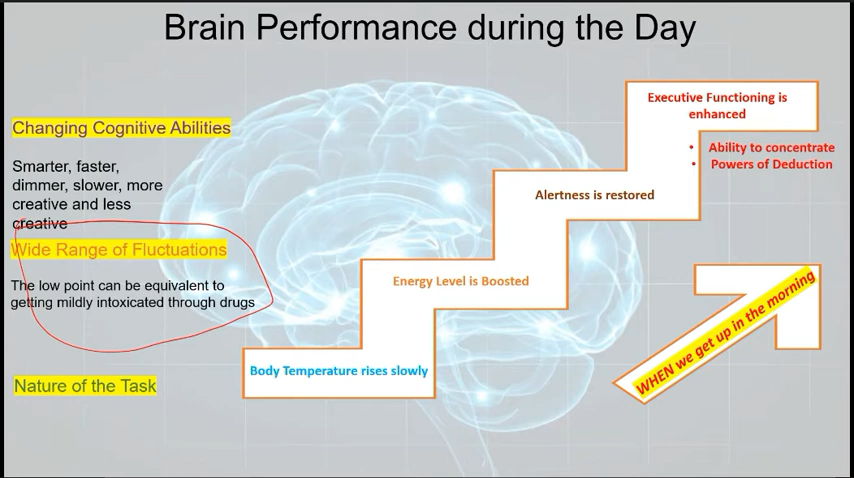 Brain Performance during the Day
Changing Cognitive Abilities
Smarter, faster,
dimmer, slower, more
creative and less
creative
Wide Range of Fluctuations
The low point can be equivalent to
getting mildly intoxicated through drugs
Nature of the Task
Executive Functioning is
enhanced
• Ability to concentrate
• Powers of Deduction
Alertness is restored
Energy Level is Boosted
Body Temperature rises slowly
WHEN we get up in the morning